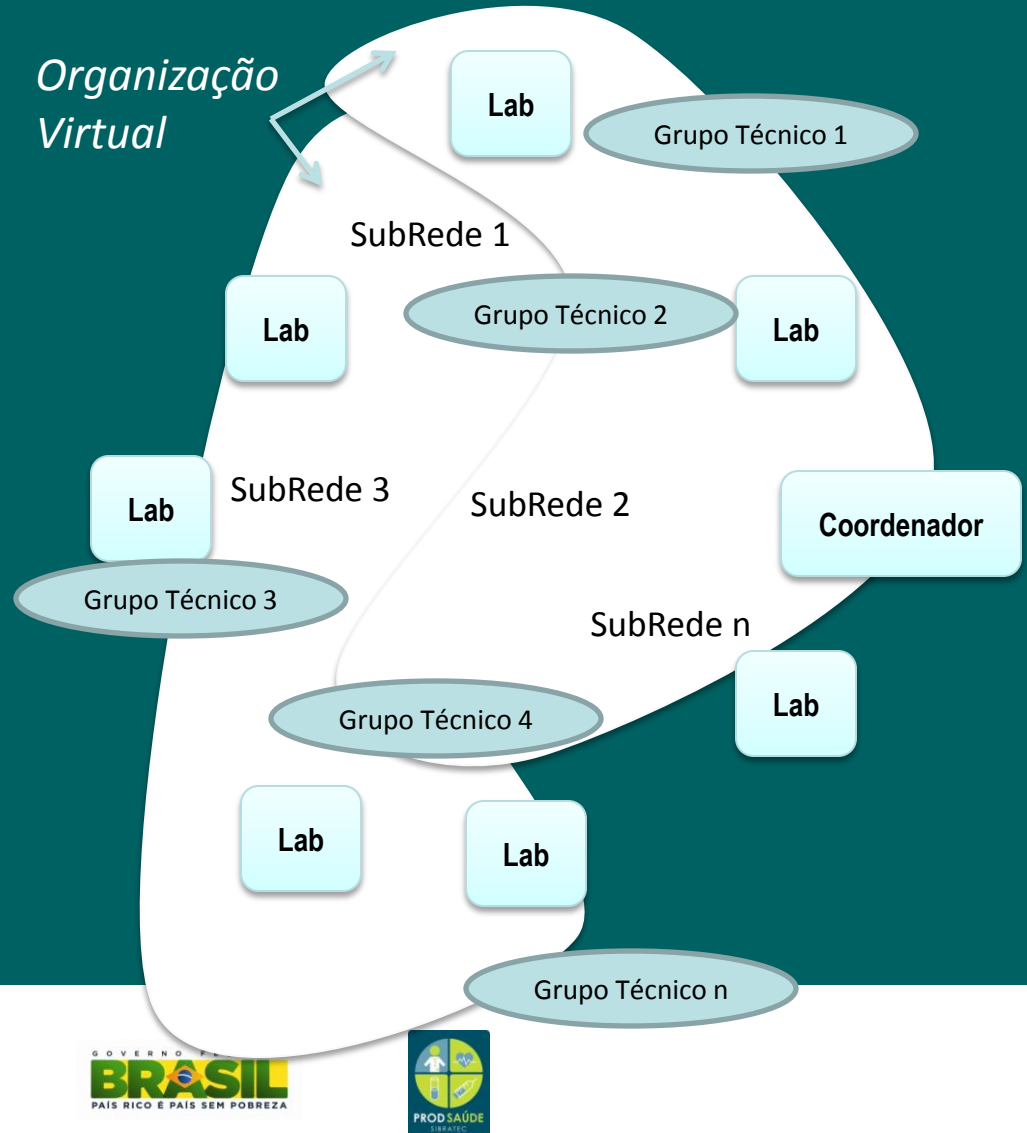 Organização
Virtual
Lab
Grupo Técnico 1
SubRede 1
Lab
Grupo Técnico 2
Lab
Lab
SubRede 3
SubRede 2
Coordenador
Grupo Técnico 3
SubRede n
Lab
Grupo Técnico 4
Lab
Lab
Grupo Técnico n
GOVERNO
BRASIL
PAÍS RICO É PAÍS SEM POBREZA
PROD SAÚDE
SIBRATEC